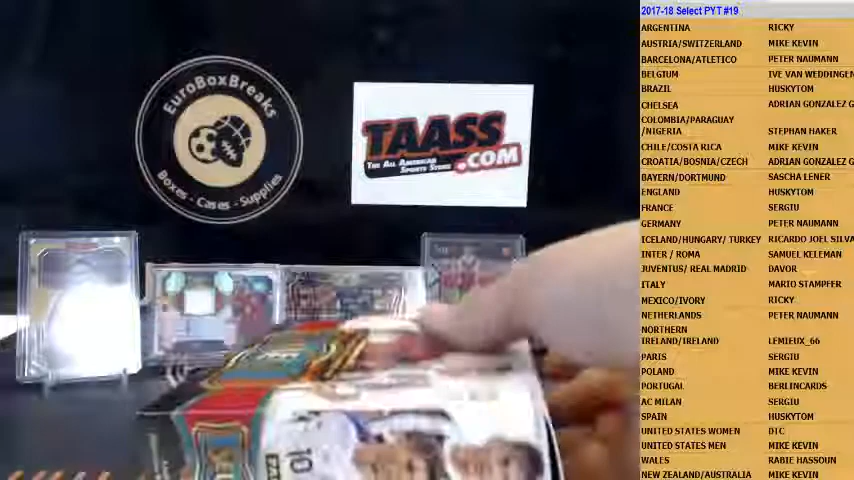 2017-18 Select PYT #19
ARGENTINA RICKY
AUSTRIA/SWITZERLAND MIKE KEVIN
BARCELONA/ATLETICO PETER NAUMANN
BELGIUM IVE VAN WEDDINGEN
BRAZIL HUSKYTOM
CHELSEA ADRIAN GONZALEZ G
COLOMBIA/PARAGUAY
/NIGERIA STEPHAN HAKER
CHILE/COSTA RICA MIKE KEVIN
CROATIA/BOSNIA/CZECH ADRIAN GONZALEZ G
BAYERN/DORTMUND SASCHA LENER
ENGLAND HUSKYTOM
FRANCE SERGIU
GERMANY PETER NAUMANN
ICELAND/HUNGARY/ TURKEY RICARDO JOEL SILVA
INTER / ROMA SAMUEL KELEMAN
JUVENTUS/ REAL MADRID DAVOR
ITALY MARIO STAMPFER
MEXICO/IVORY RICKY
NETHERLANDS PETER NAUMANN
NORTHERN
IRELAND/IRELAND LEMIEUX_66
PARIS SERGIU
POLAND MIKE KEVIN
PORTUGAL BERLINCARDS
AC MILAN SERGIU
SPAIN HUSKYTOM
UNITED STATES WOMEN DTC
UNITED STATES MEN MIKE KEVIN
WALES RABIE HASSOUN
NEW ZEALAND/AUSTRALIA MIKE KEVIN
EuroBoxBreaks
Boxes - Cases - Supplies
TAASS
THE ALL AMERICAN
SPORTS STORE
.COM
10